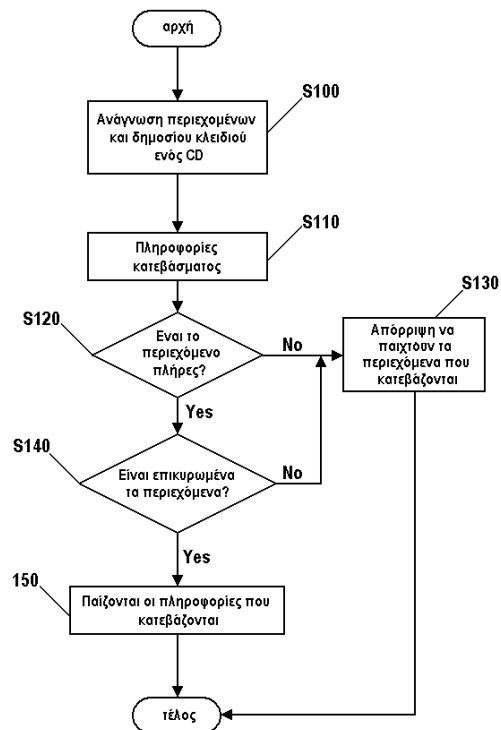 αρχή
S100
Ανάγνωση περιεχομένων
και δημοσίου κλειδιού
ενός CD
S110
Πληροφορίες
κατεβάσματος
S130
S120
Εναι το
περιεχόμενο
πλήρες?
No
Απόρριψη να
παιχτούν τα
περιεχόμενα που
κατεβάζονται
Yes
S140
Είναι επικυρωμένα
τα περιεχόμενα?
No
Yes
150
Παίζονται οι πληροφορίες που
κατεβάζονται
τέλος